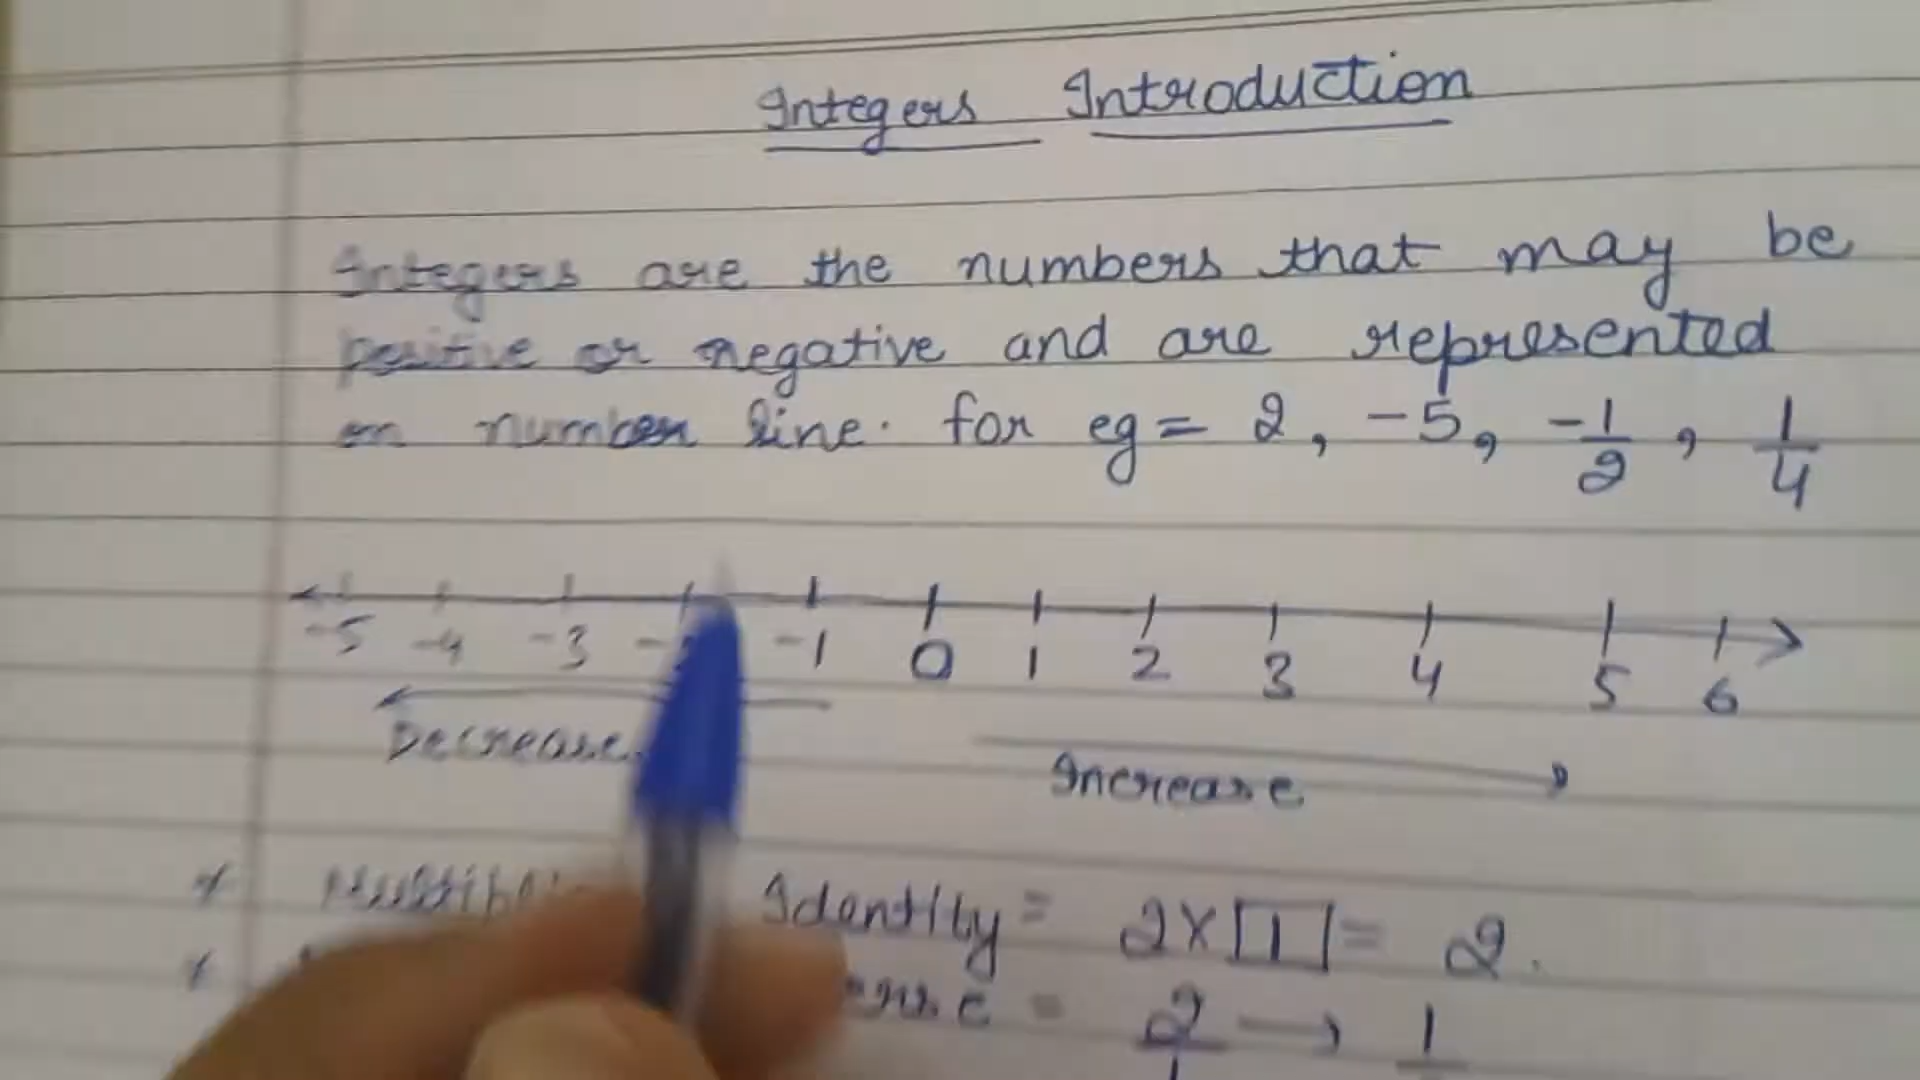 Integers Introduction
Integers are the numbers that may be
positive or negative and are represented
on number line. for eg = 2, -5, -1/2, 1/4
-5 -4 -3 -1 0 1 2 3 4 5 6
Decrease
Increase
Identity = 2 x 1 = 2.
= 2 → 1